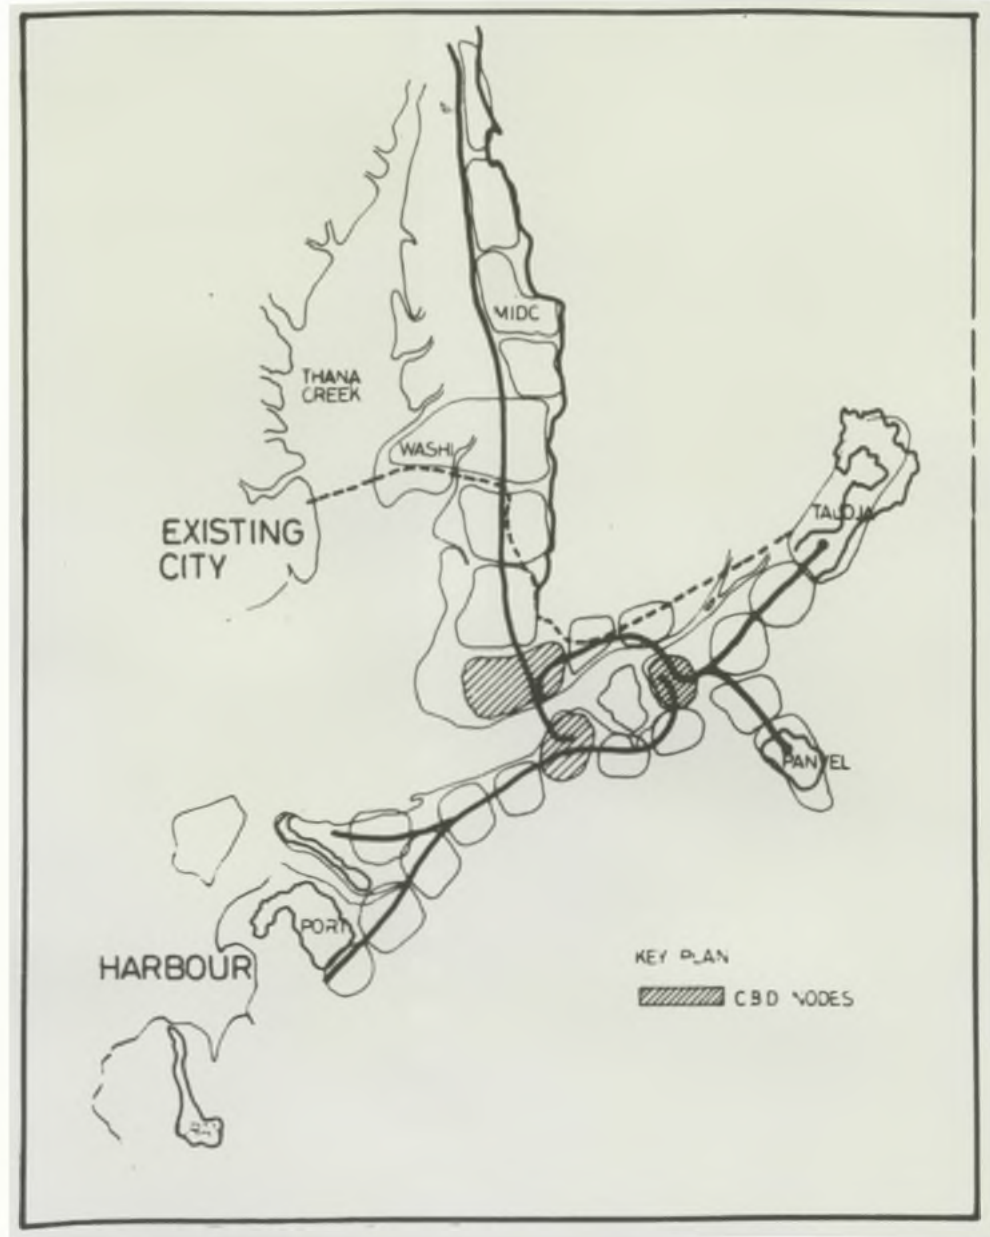 MIDC
THANA
CREEK
WASHI
EXISTING
CITY
TALOJA
PANVEL
PORT
HARBOUR
KEY PLAN
CBD NODES